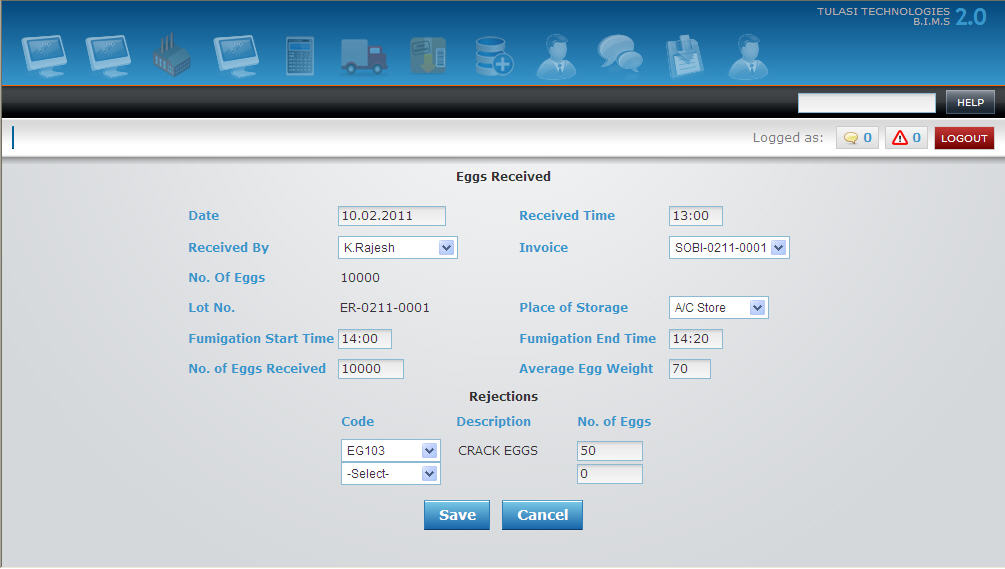 TULASI TECHNOLOGIES
B.I.M.S 2.0
HELP
Logged as: 0 0 LOGOUT
Eggs Received
Date 10.02.2011 Received Time 13:00
Received By K.Rajesh Invoice SOBI-0211-0001
No. Of Eggs 10000
Lot No. ER-0211-0001 Place of Storage A/C Store
Fumigation Start Time 14:00 Fumigation End Time 14:20
No. of Eggs Received 10000 Average Egg Weight 70
Rejections
Code Description No. of Eggs
EG103 CRACK EGGS 50
-Select- 0
Save Cancel